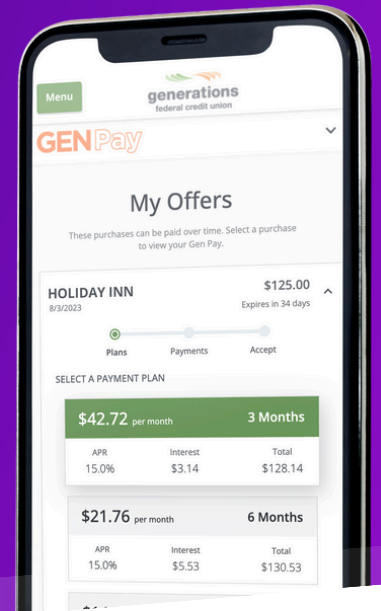 Menu
generations
federal credit union
GEN Pay
My Offers
These purchases can be paid over time. Select a purchase
to view your Gen Pay.
HOLIDAY INN
$125.00
8/3/2023
Expires in 34 days
Plans
Payments
Accept
SELECT A PAYMENT PLAN
$42.72 per month
3 Months
APR
Interest
Total
15.0%
$3.14
$128.14
$21.76 per month
6 Months
APR
Interest
Total
15.0%
$5.53
$130.53